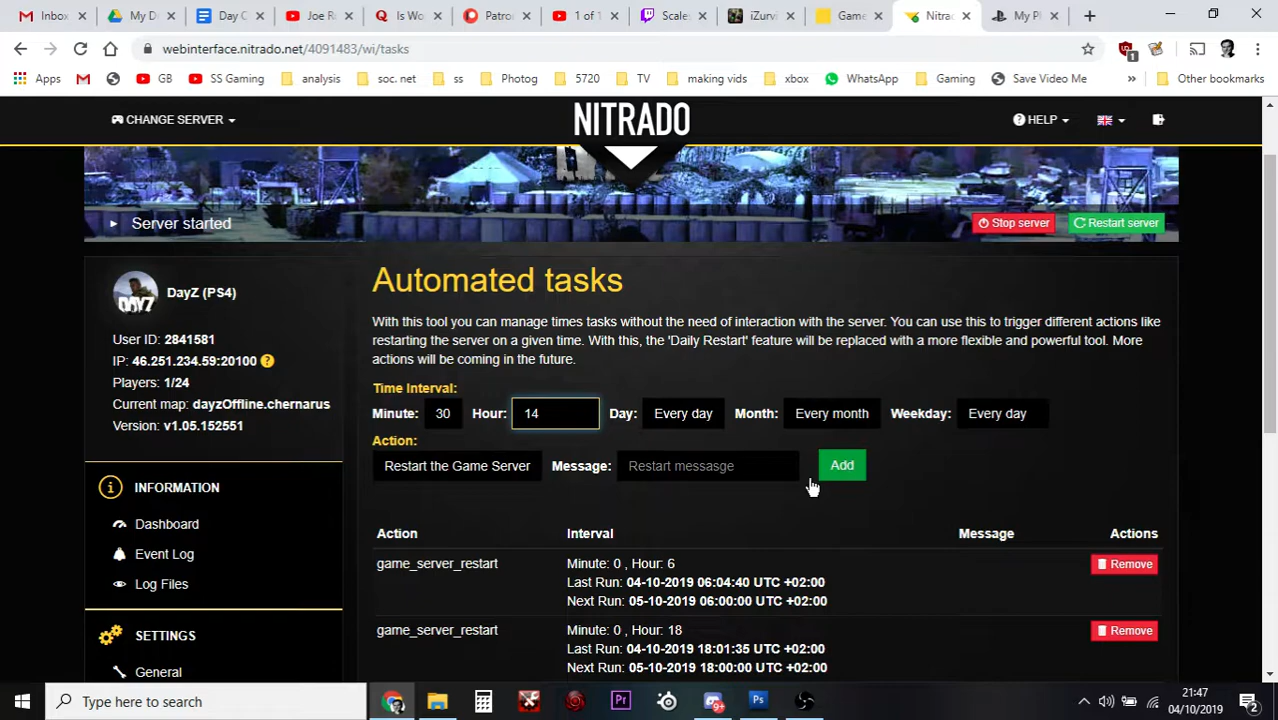 Inbox
My D
Day C
Joe Ri
Is Wo
Patron
1 of 1
Scale
iZurvi
Game
Nitra
My P
webinterface.nitrado.net/4091483/wi/tasks
Apps
GB
SS Gaming
analysis
soc. net
ss
Photog
5720
TV
making vids
xbox
WhatsApp
Gaming
Save Video Me
»
Other bookmarks
CHANGE SERVER
NITRADO
HELP
Server started
Stop server
Restart server
DAYZ
DayZ (PS4)
User ID: 2841581
IP: 46.251.234.59:20100
Players: 1/24
Current map: dayzOffline.chernarus
Version: v1.05.152551
INFORMATION
Dashboard
Event Log
Log Files
SETTINGS
General
Automated tasks
With this tool you can manage times tasks without the need of interaction with the server. You can use this to trigger different actions like
restarting the server on a given time. With this, the 'Daily Restart' feature will be replaced with a more flexible and powerful tool. More
actions will be coming in the future.
Time Interval:
Minute: 30 Hour: 14 Day: Every day Month: Every month Weekday: Every day
Action:
Restart the Game Server Message: Restart messasge Add
Action Interval Message Actions
game_server_restart Minute: 0 , Hour: 6 Remove
Last Run: 04-10-2019 06:04:40 UTC +02:00
Next Run: 05-10-2019 06:00:00 UTC +02:00
game_server_restart Minute: 0 , Hour: 18 Remove
Last Run: 04-10-2019 18:01:35 UTC +02:00
Next Run: 05-10-2019 18:00:00 UTC +02:00
Type here to search
Pr
9+
Ps
21:47
04/10/2019
2